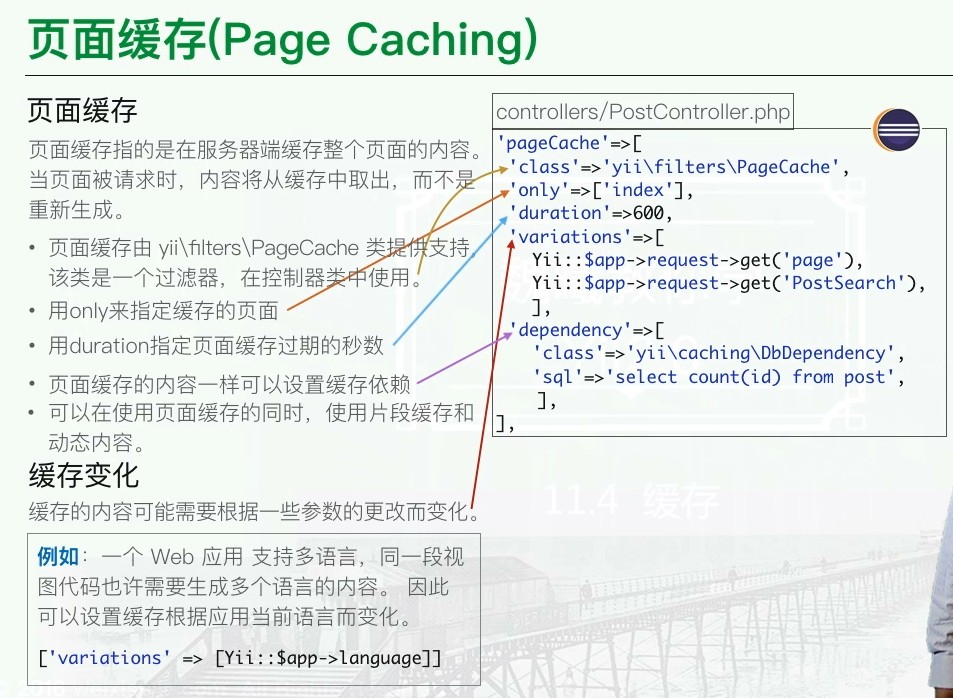 页面缓存(Page Caching)
页面缓存
页面缓存指的是在服务器端缓存整个页面的内容。
当页面被请求时，内容将从缓存中取出，而不是
重新生成。
• 页面缓存由 yii\filters\PageCache 类提供支持,
该类是一个过滤器，在控制器类中使用。
• 用only来指定缓存的页面
• 用duration指定页面缓存过期的秒数
• 页面缓存的内容一样可以设置缓存依赖
• 可以在使用页面缓存的同时，使用片段缓存和
动态内容。
缓存变化
缓存的内容可能需要根据一些参数的更改而变化。
例如：一个 Web 应用 支持多语言，同一段视
图代码也许需要生成多个语言的内容。 因此
可以设置缓存根据应用当前语言而变化。
['variations' => [Yii::$app->language]]
controllers/PostController.php
'pageCache'=>[
'class'=>'yii\filters\PageCache',
'only'=>['index'],
'duration'=>600,
'variations'=>[
Yii::$app->request->get('page'),
Yii::$app->request->get('PostSearch'),
],
'dependency'=>[
'class'=>'yii\caching\DbDependency',
'sql'=>'select count(id) from post',
],
],
11.4 缓存